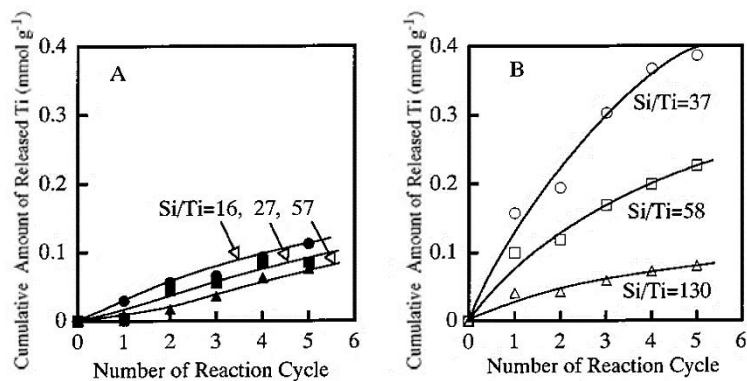 Cumulative Amount of Released Ti (mmol g⁻¹)
0.4
0.3
0.2
0.1
0
A
Si/Ti=16, 27, 57
0 1 2 3 4 5 6
Number of Reaction Cycle
Cumulative Amount of Released Ti (mmol g⁻¹)
0.4
0.3
0.2
0.1
0
B
Si/Ti=37
Si/Ti=58
Si/Ti=130
0 1 2 3 4 5 6
Number of Reaction Cycle